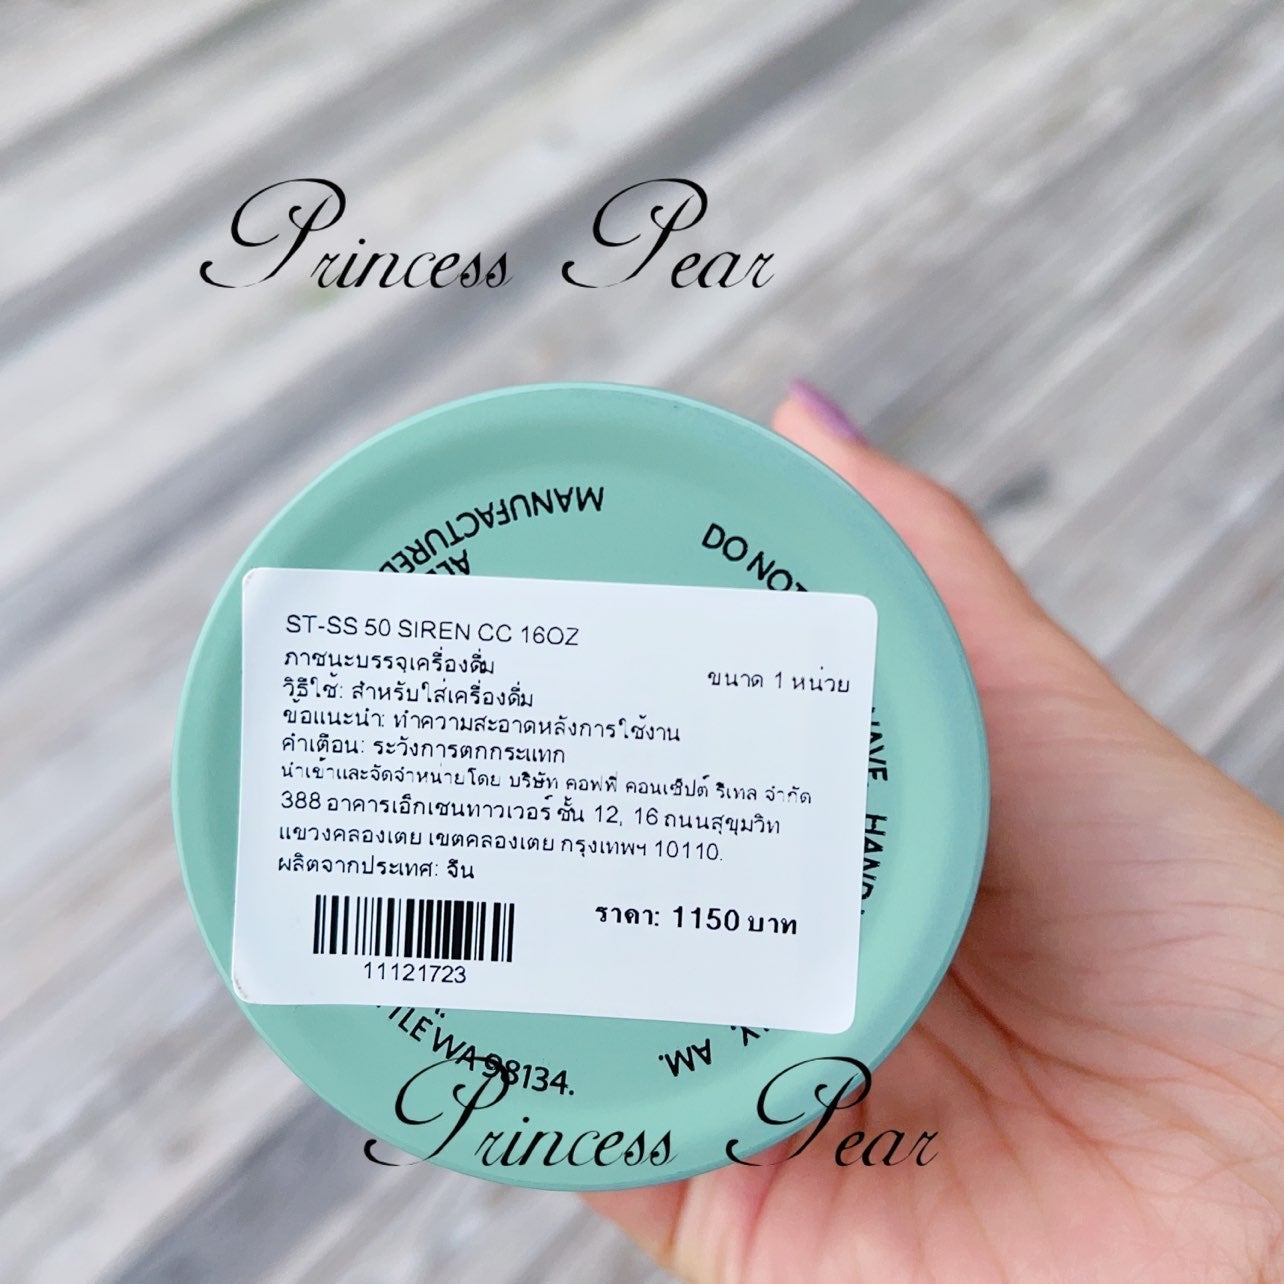 Princess Pear
MANUFACTURED
DO NOT
ST-SS 50 SIREN CC 16OZ
ภาชนะบรรจุเครื่องดื่ม
ขนาด 1 หน่วย
วิธีใช้: สำหรับใส่เครื่องดื่ม
ข้อแนะนำ: ทำความสะอาดหลังการใช้งาน
คำเตือน: ระวังการตกกระแทก
นำเข้าและจัดจำหน่ายโดย บริษัท คอฟฟี่ คอนเซ็ปต์ รีเทล จำกัด
388 อาคารเอ็กเชนทาวเวอร์ ชั้น 12, 16 ถนนสุขุมวิท
แขวงคลองเตย เขตคลองเตย กรุงเทพฯ 10110.
ผลิตจากประเทศ: จีน
ราคา: 1150 บาท
11121723
HAND
WA 98134.
AM.
Princess Pear